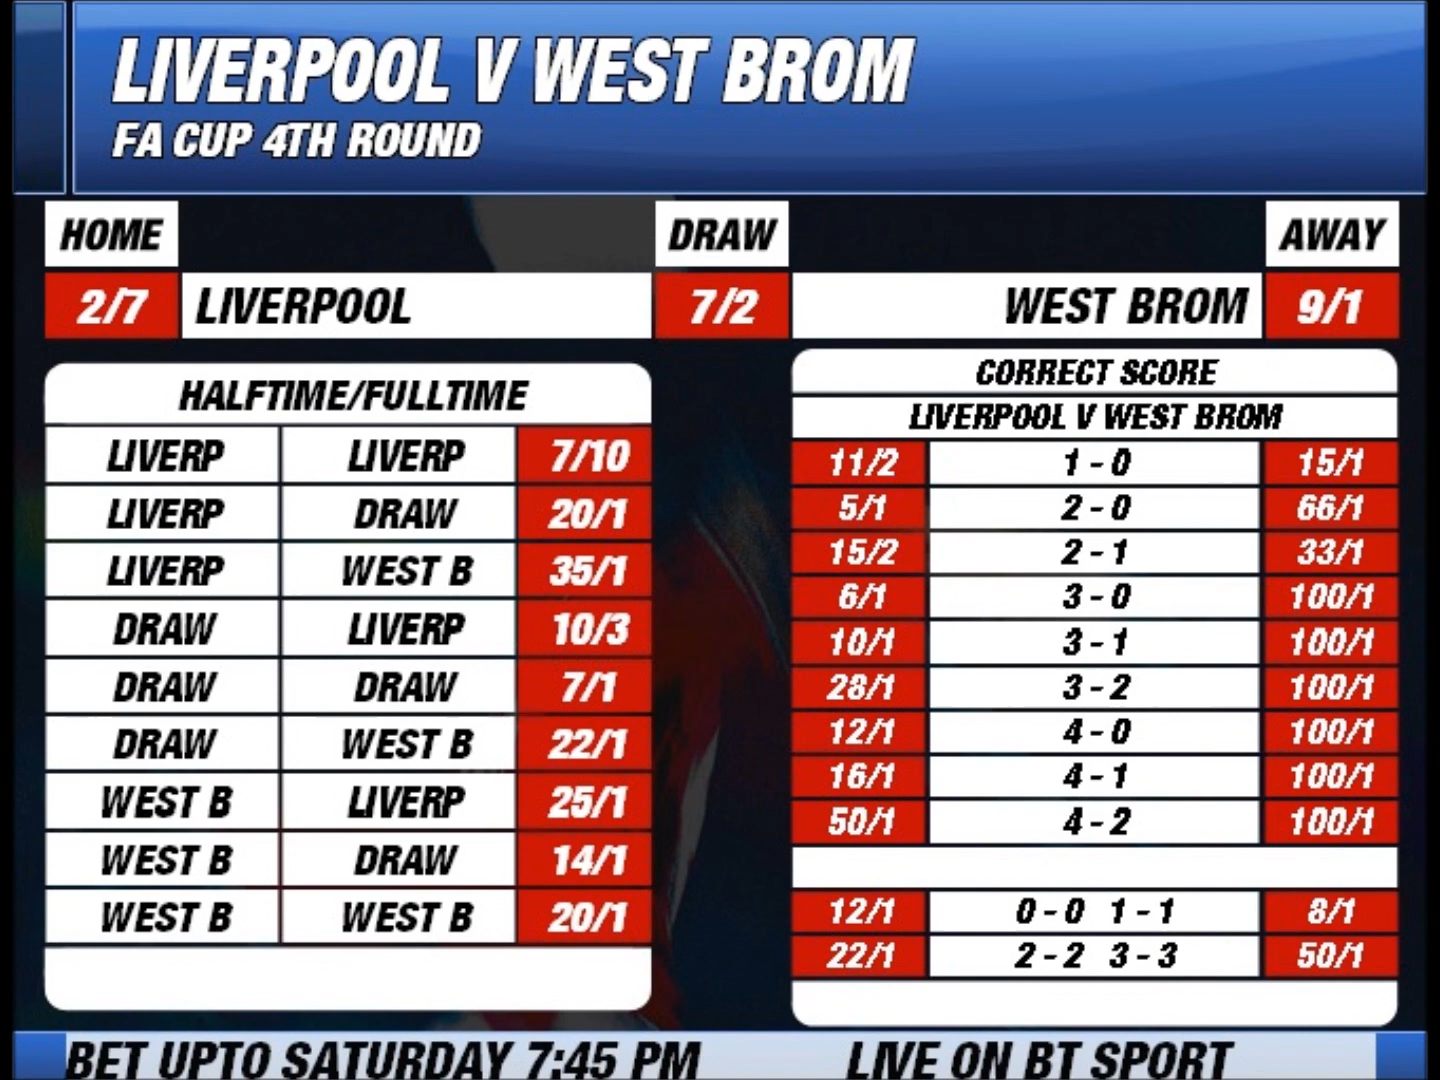 LIVERPOOL V WEST BROM
FA CUP 4TH ROUND
HOME DRAW AWAY
2/7 LIVERPOOL 7/2 WEST BROM 9/1
HALFTIME/FULLTIME
LIVERP LIVERP 7/10
LIVERP DRAW 20/1
LIVERP WEST B 35/1
DRAW LIVERP 10/3
DRAW DRAW 7/1
DRAW WEST B 22/1
WEST B LIVERP 25/1
WEST B DRAW 14/1
WEST B WEST B 20/1
CORRECT SCORE
LIVERPOOL V WEST BROM
11/2 1 - 0 15/1
5/1 2 - 0 66/1
15/2 2 - 1 33/1
6/1 3 - 0 100/1
10/1 3 - 1 100/1
28/1 3 - 2 100/1
12/1 4 - 0 100/1
16/1 4 - 1 100/1
50/1 4 - 2 100/1
12/1 0 - 0 1 - 1 8/1
22/1 2 - 2 3 - 3 50/1
BET UPTO SATURDAY 7:45 PM LIVE ON BT SPORT